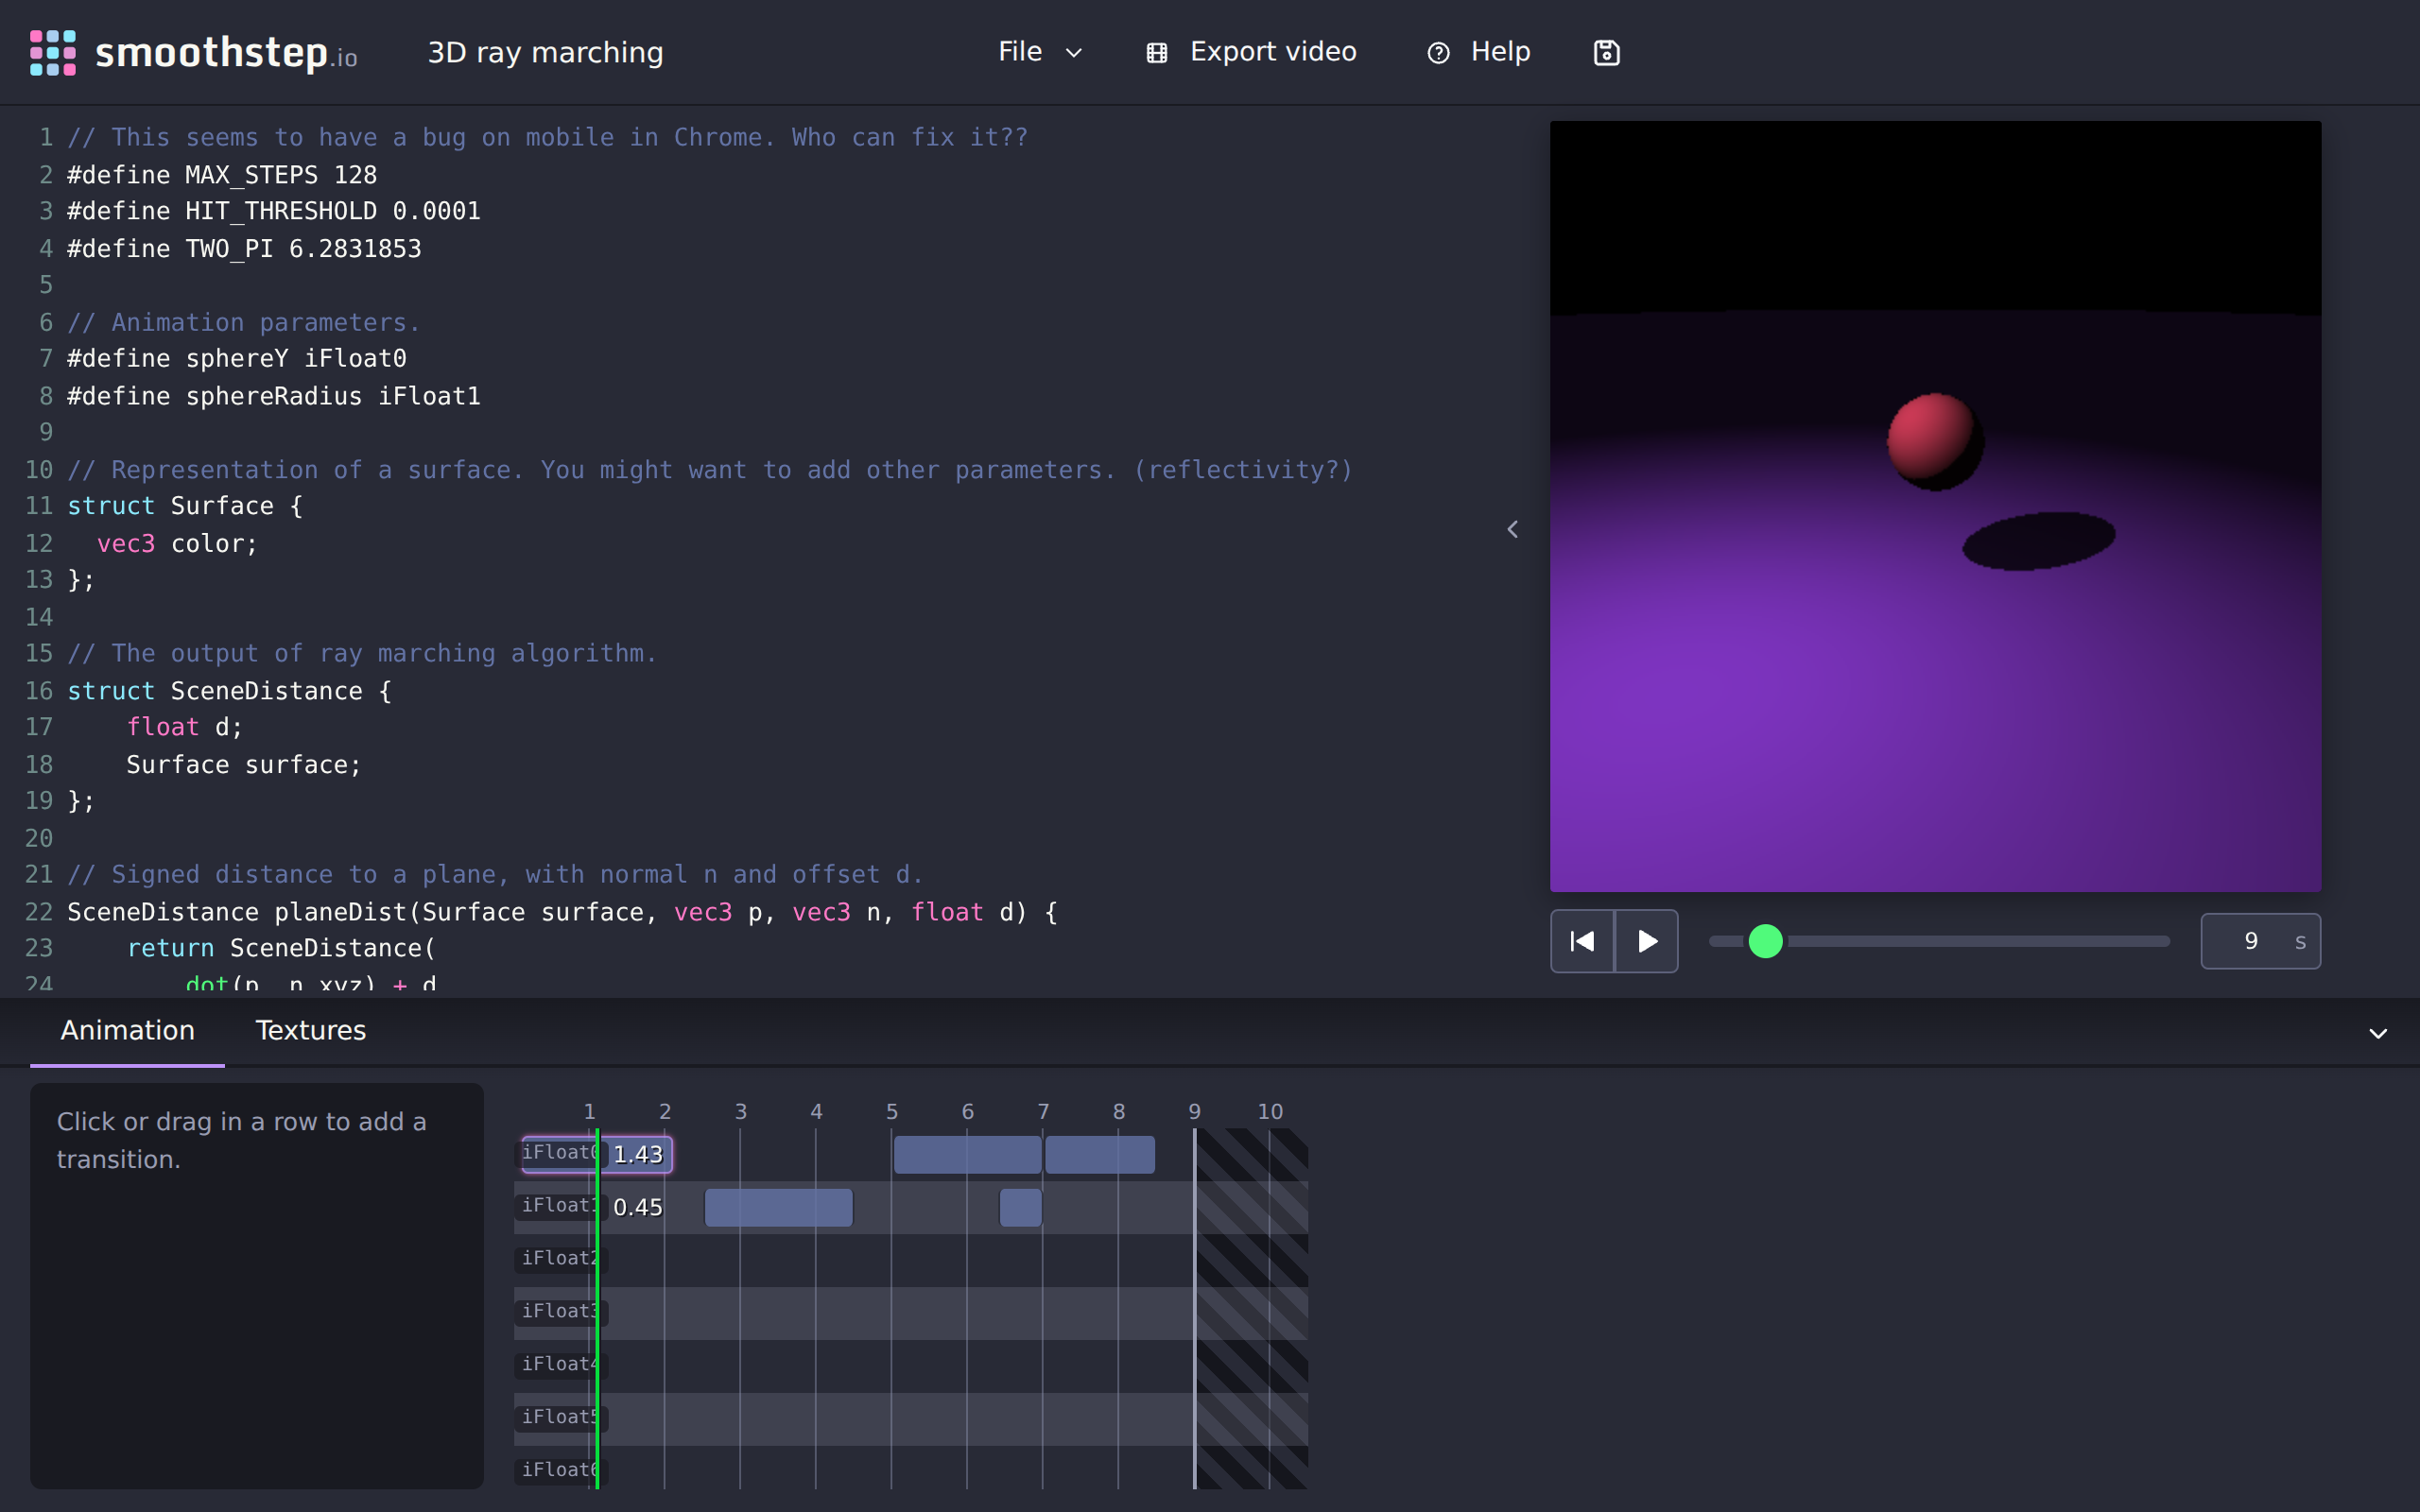 smoothstep.io
3D ray marching
File
Export video
Help
1 // This seems to have a bug on mobile in Chrome. Who can fix it??
2 #define MAX_STEPS 128
3 #define HIT_THRESHOLD 0.0001
4 #define TWO_PI 6.2831853
5
6 // Animation parameters.
7 #define sphereY iFloat0
8 #define sphereRadius iFloat1
9
10 // Representation of a surface. You might want to add other parameters. (reflectivity?)
11 struct Surface {
12   vec3 color;
13 };
14
15 // The output of ray marching algorithm.
16 struct SceneDistance {
17     float d;
18     Surface surface;
19 };
20
21 // Signed distance to a plane, with normal n and offset d.
22 SceneDistance planeDist(Surface surface, vec3 p, vec3 n, float d) {
23     return SceneDistance(
24         dot(p, n.xyz) + d
9 s
Animation
Textures
Click or drag in a row to add a
transition.
1 2 3 4 5 6 7 8 9 10
iFloat0 1.43
iFloat1 0.45
iFloat2
iFloat3
iFloat4
iFloat5
iFloat6